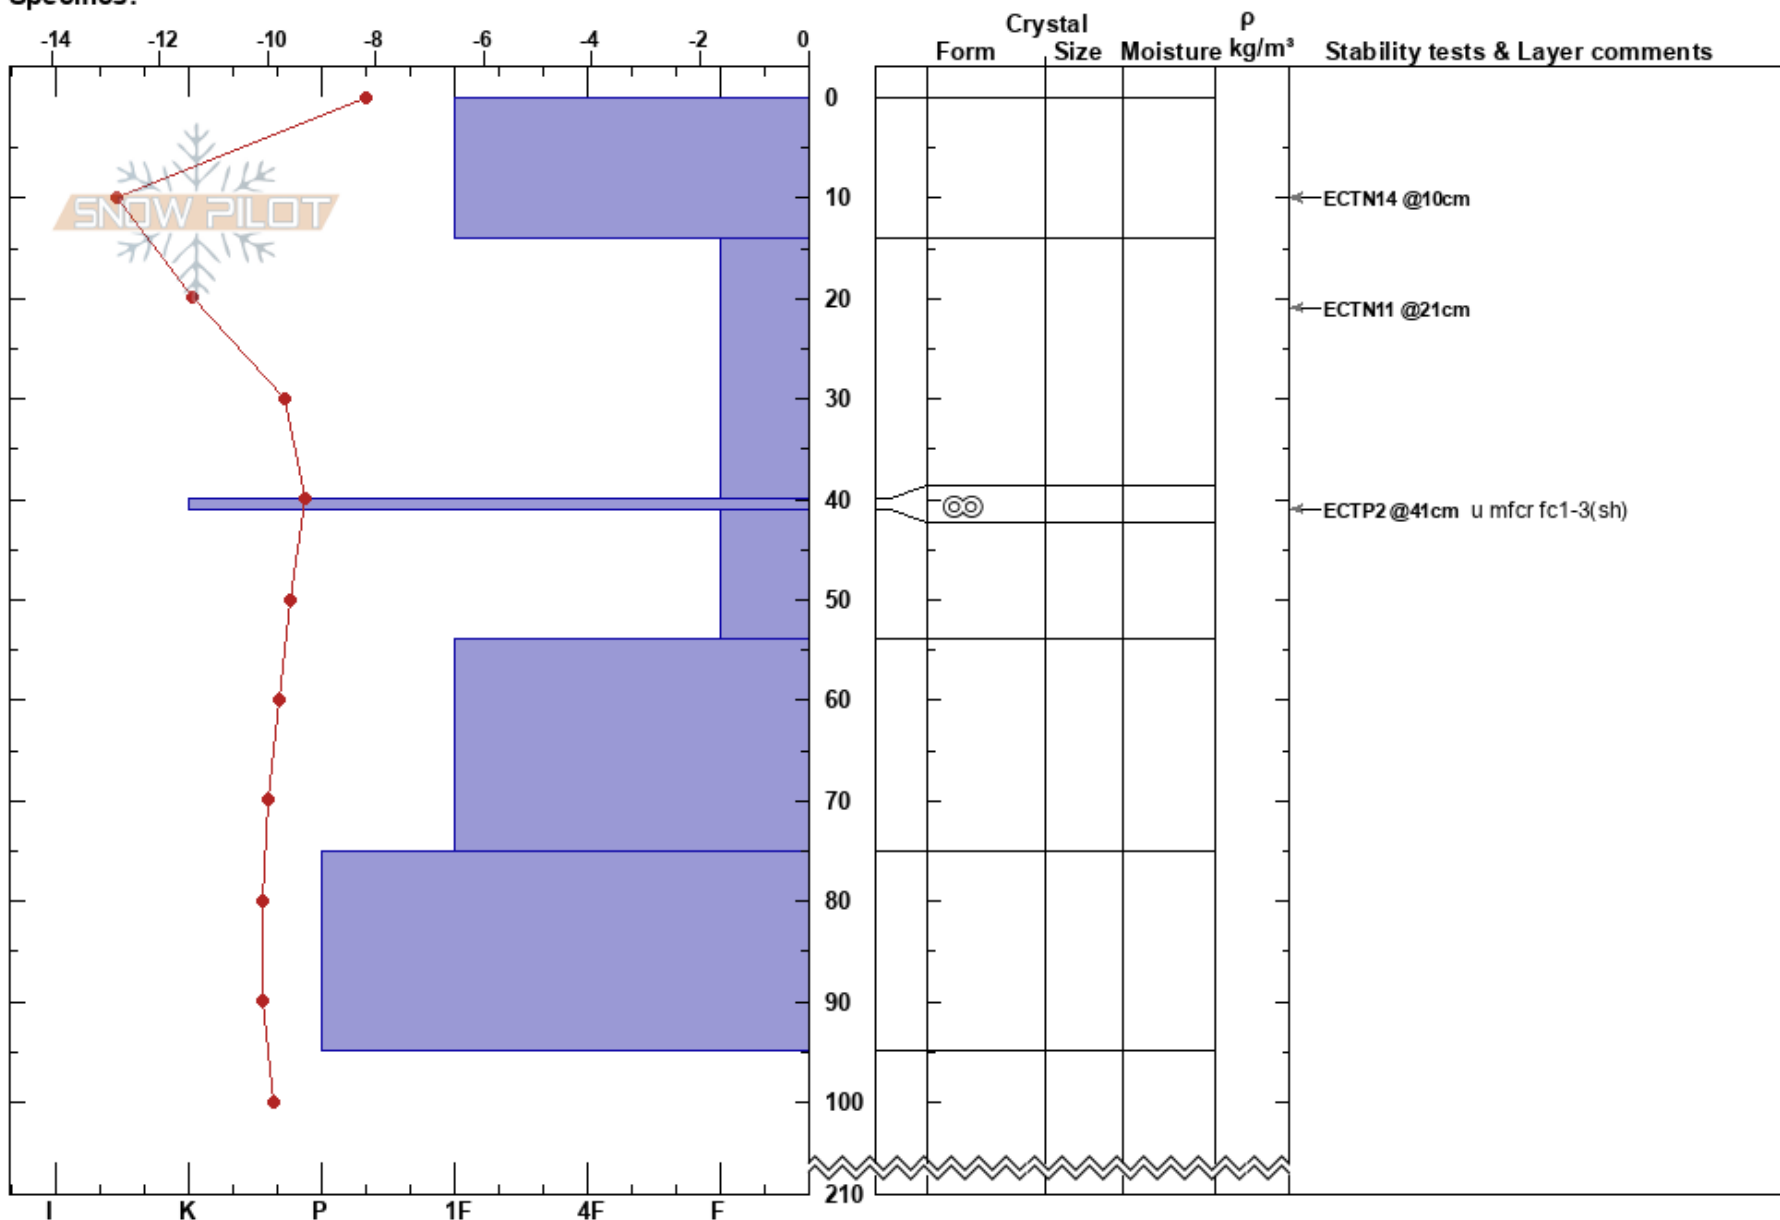 Specifics:
Crystal ρ
-14 -12 -10 -8 -6 -4 -2 0 Form Size Moisture kg/m³ Stability tests & Layer comments
0
SNOW PILOT
10 ECTN14 @10cm
20 ECTN11 @21cm
30
40 ECTP2 @41cm u mfcr fc1-3(sh)
50
60
70
80
90
100
210
I K P 1F 4F F